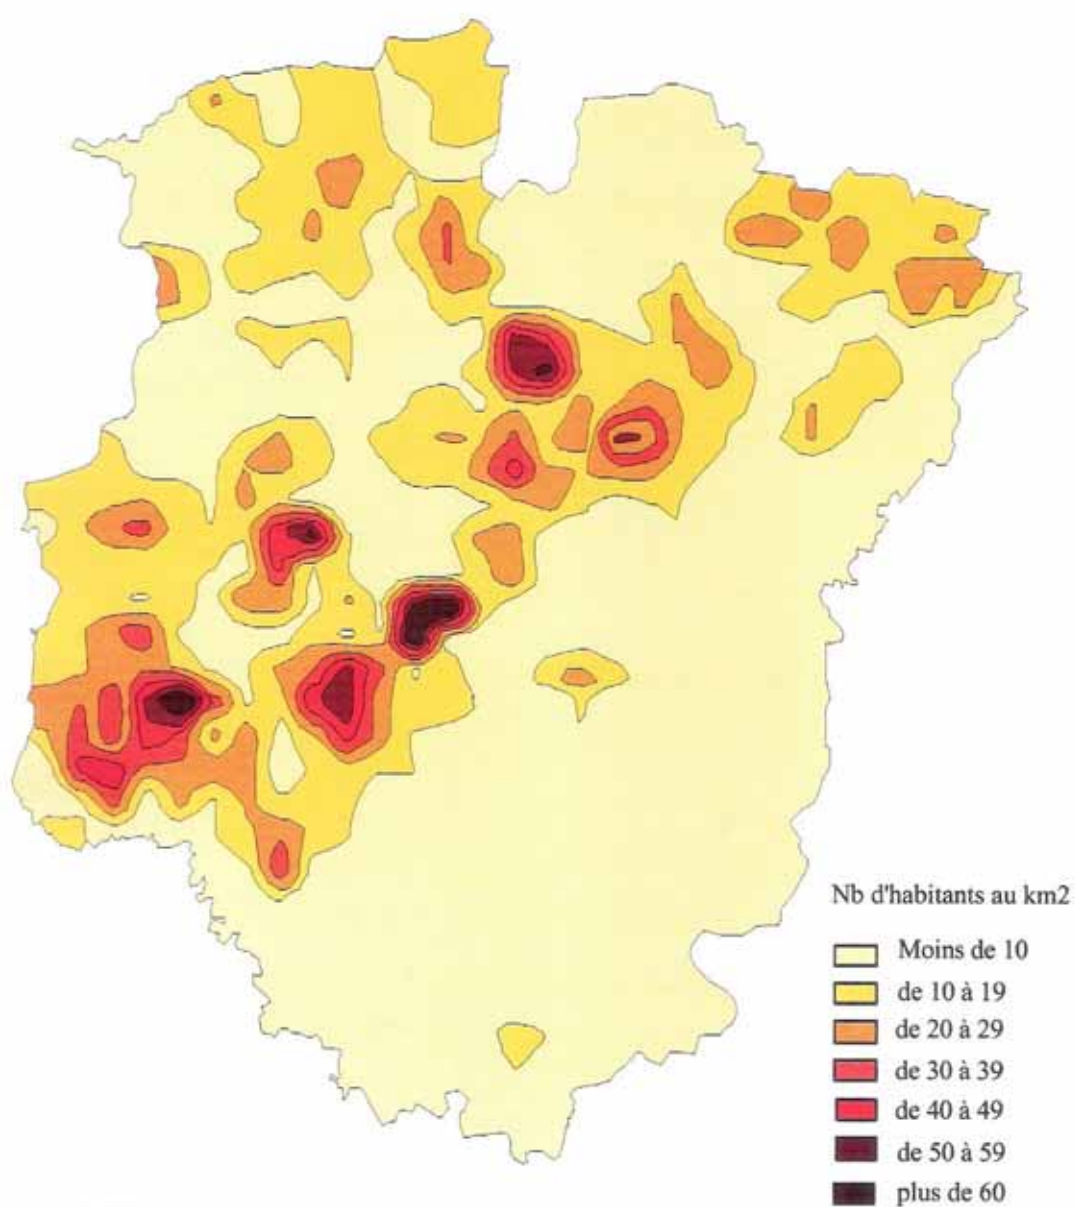 Nb d'habitants au km2
Moins de 10
de 10 à 19
de 20 à 29
de 30 à 39
de 40 à 49
de 50 à 59
plus de 60